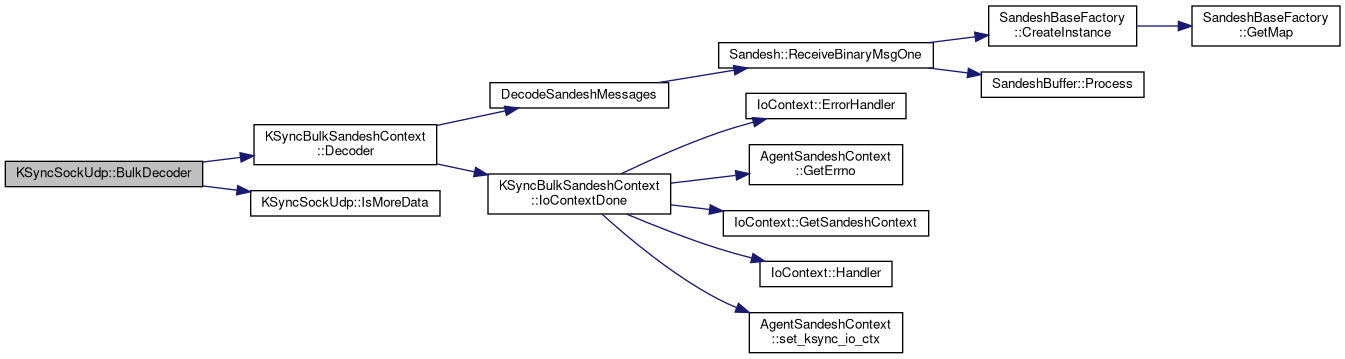 KSyncSockUdp::BulkDecoder
KSyncBulkSandeshContext
::Decoder
KSyncSockUdp::IsMoreData
DecodeSandeshMessages
KSyncBulkSandeshContext
::IoContextDone
Sandesh::ReceiveBinaryMsgOne
IoContext::ErrorHandler
AgentSandeshContext
::GetErrno
IoContext::GetSandeshContext
IoContext::Handler
AgentSandeshContext
::set_ksync_io_ctx
SandeshBaseFactory
::CreateInstance
SandeshBuffer::Process
SandeshBaseFactory
::GetMap